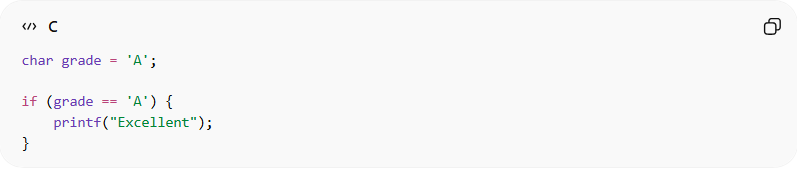 </> C
char grade = 'A';
if (grade == 'A') {
    printf("Excellent");
}